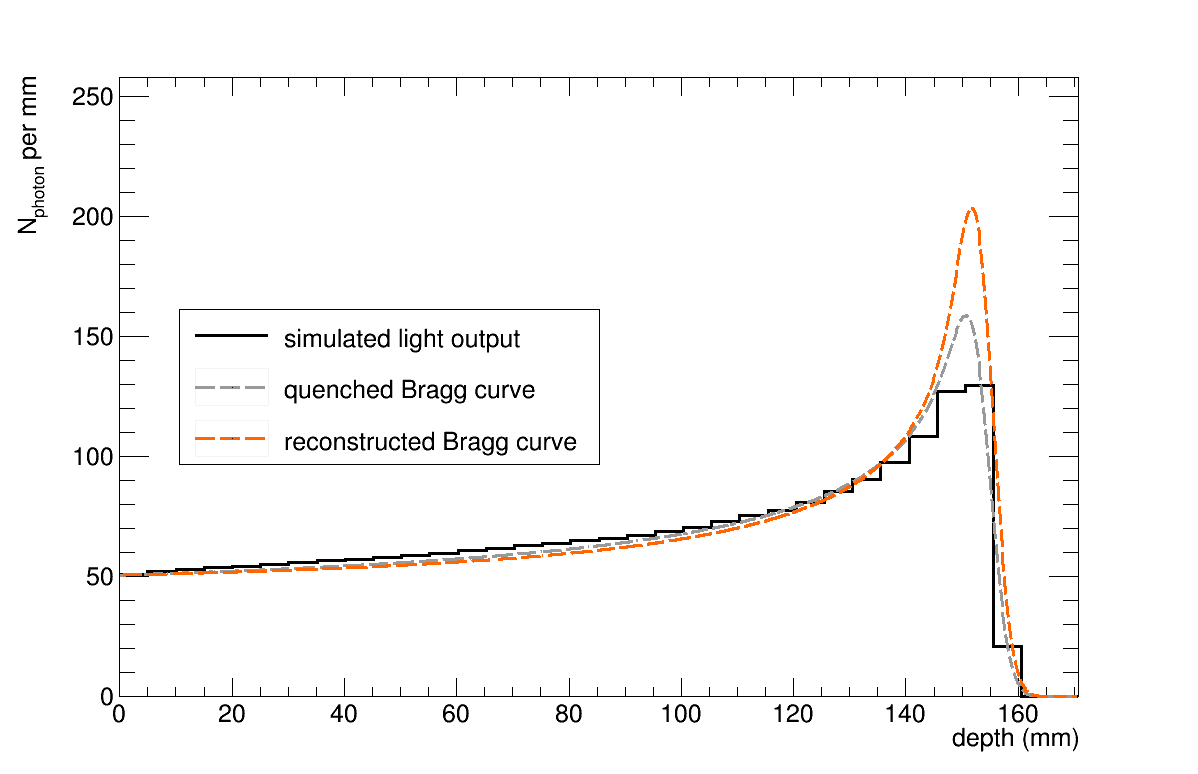 N_photon per mm
250
200
150
100
50
0
simulated light output
quenched Bragg curve
reconstructed Bragg curve
0 20 40 60 80 100 120 140 160
depth (mm)